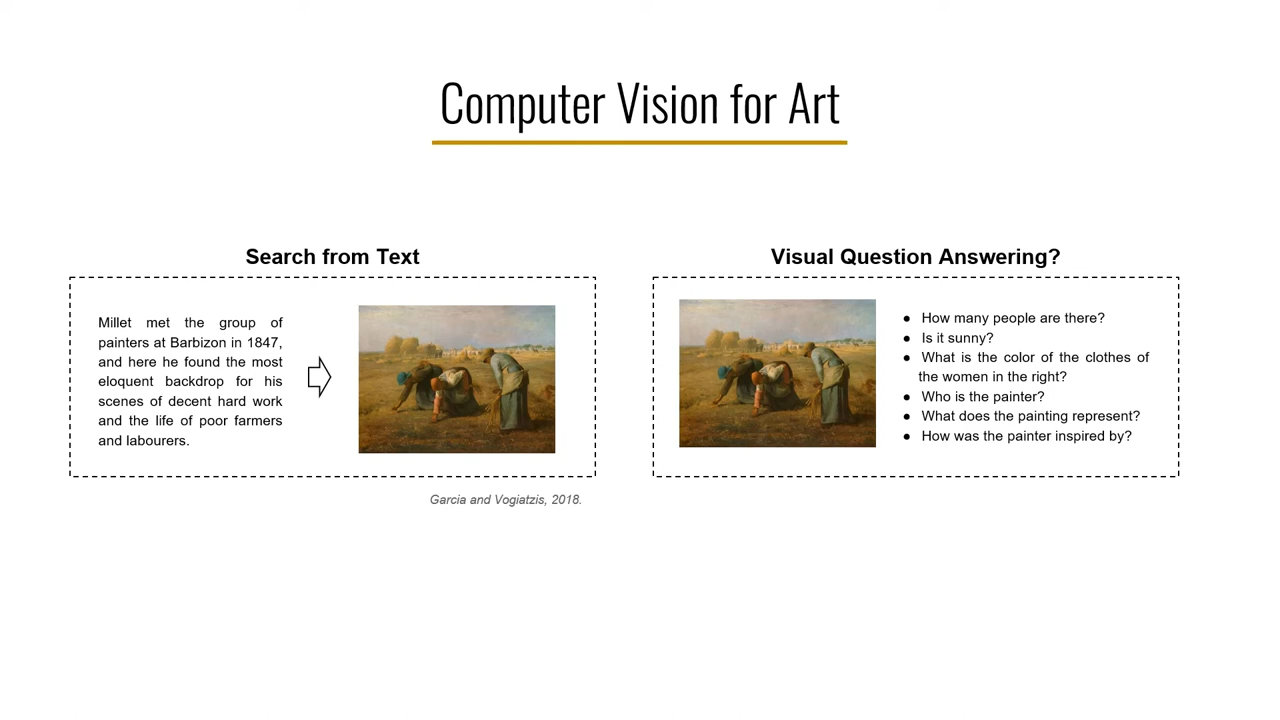 Computer Vision for Art
Search from Text
Millet met the group of
painters at Barbizon in 1847,
and here he found the most
eloquent backdrop for his
scenes of decent hard work
and the life of poor farmers
and labourers.
Garcia and Vogiatzis, 2018.
Visual Question Answering?
● How many people are there?
● Is it sunny?
● What is the color of the clothes of
the women in the right?
● Who is the painter?
● What does the painting represent?
● How was the painter inspired by?